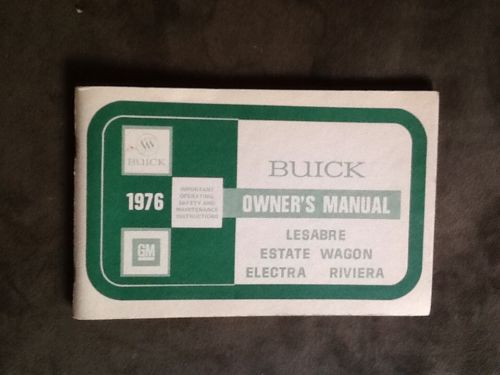 BUICK
1976
IMPORTANT
OPERATING,
SAFETY AND
MAINTENANCE
INSTRUCTIONS
GM
BUICK
OWNER'S MANUAL
LESABRE
ESTATE WAGON
ELECTRA RIVIERA